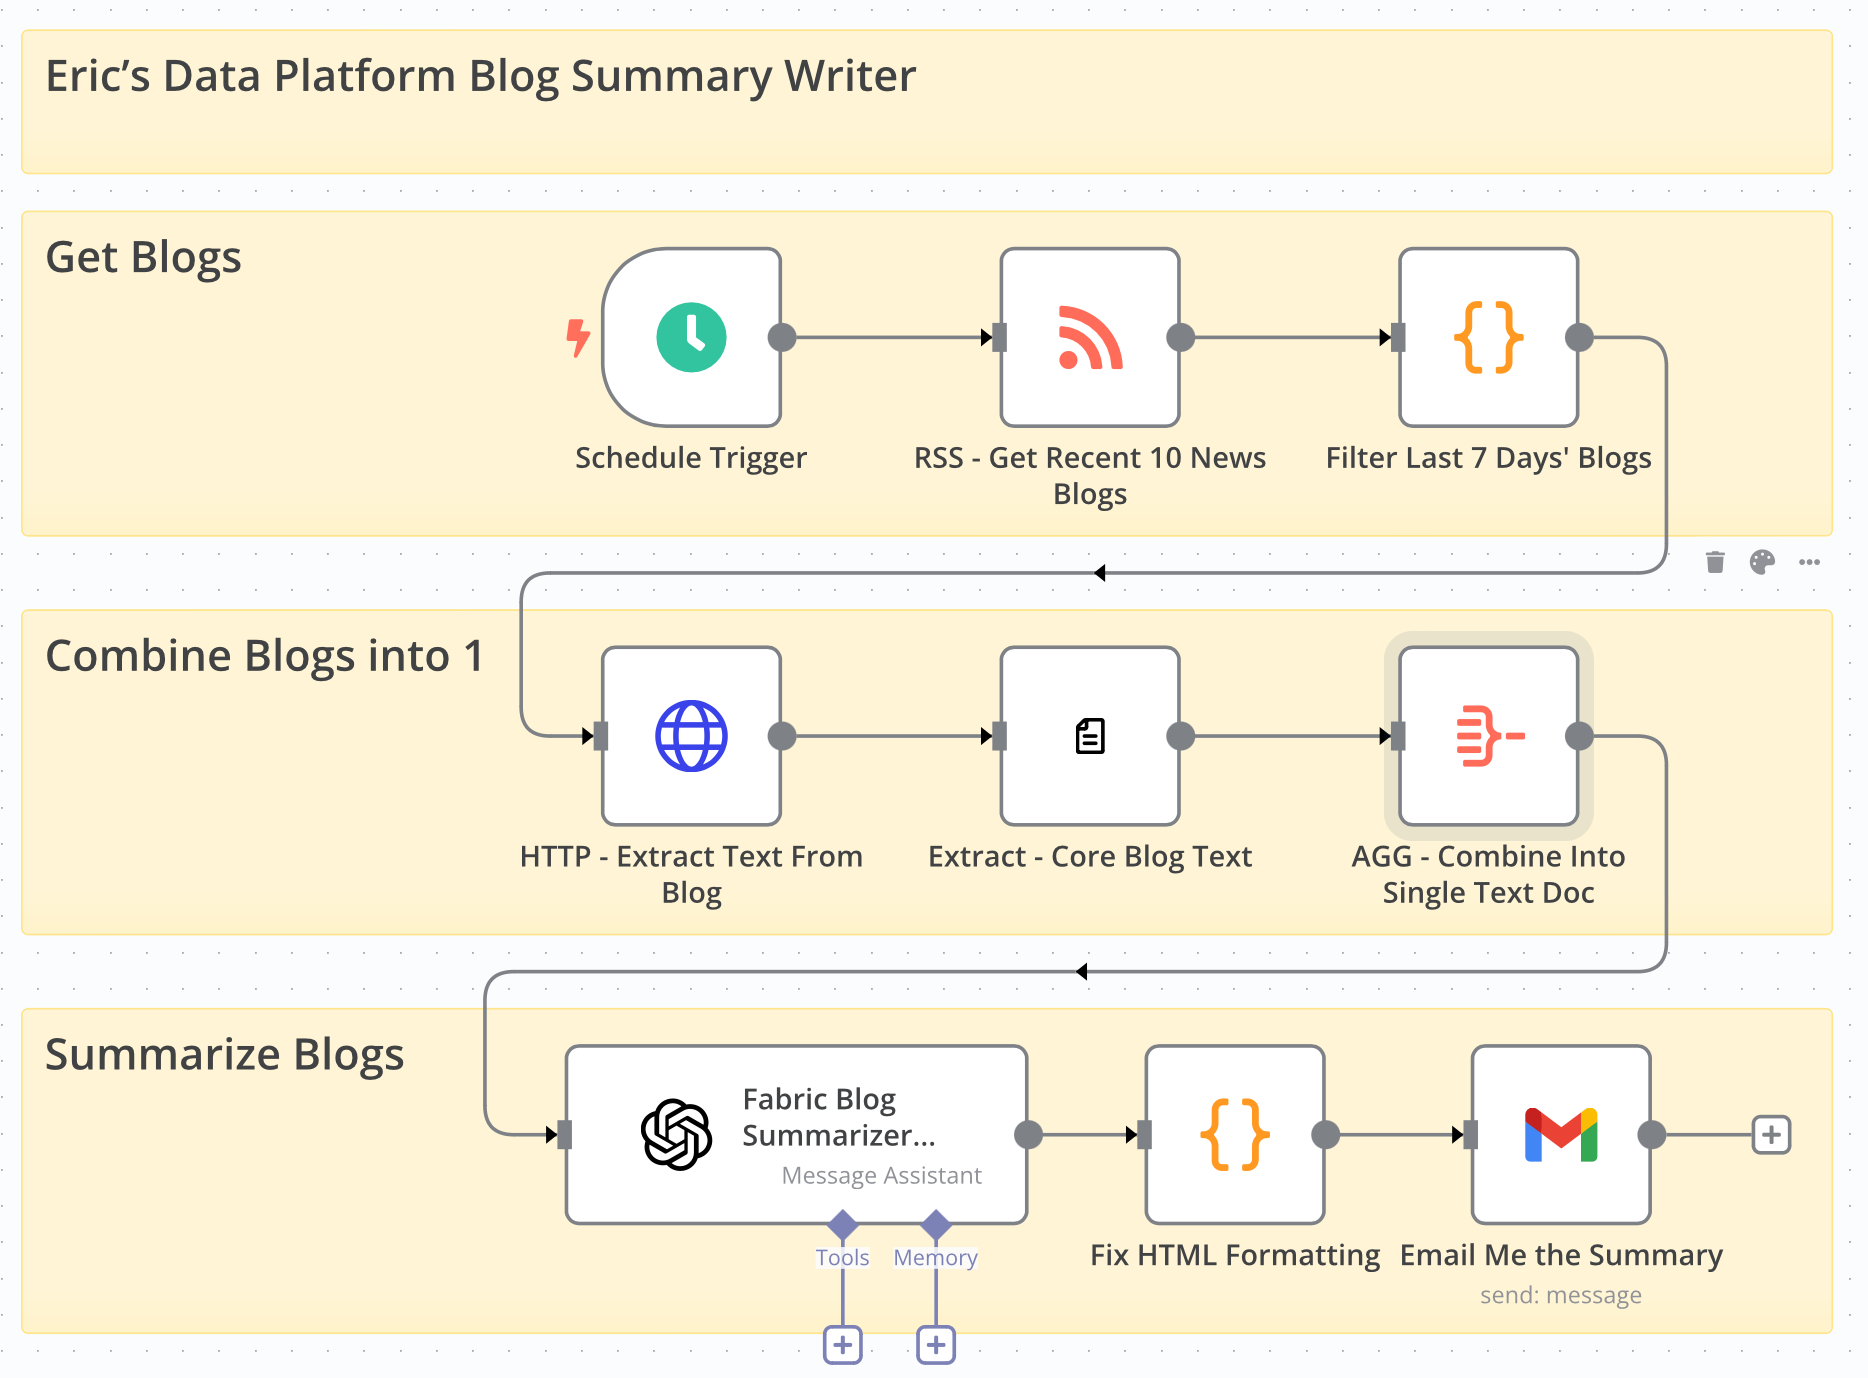 Eric’s Data Platform Blog Summary Writer
Get Blogs
Schedule Trigger
RSS - Get Recent 10 News
Blogs
Filter Last 7 Days' Blogs
Combine Blogs into 1
HTTP - Extract Text From
Blog
Extract - Core Blog Text
AGG - Combine Into
Single Text Doc
Summarize Blogs
Fabric Blog
Summarizer...
Message Assistant
Tools
Memory
Fix HTML Formatting
Email Me the Summary
send: message